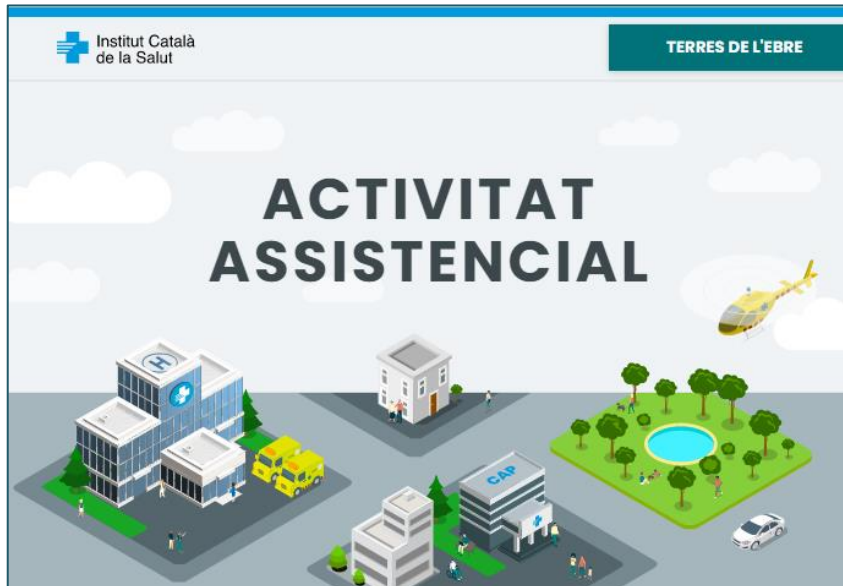 Institut Català
de la Salut
TERRES DE L'EBRE
ACTIVITAT
ASSISTENCIAL
H
CAP